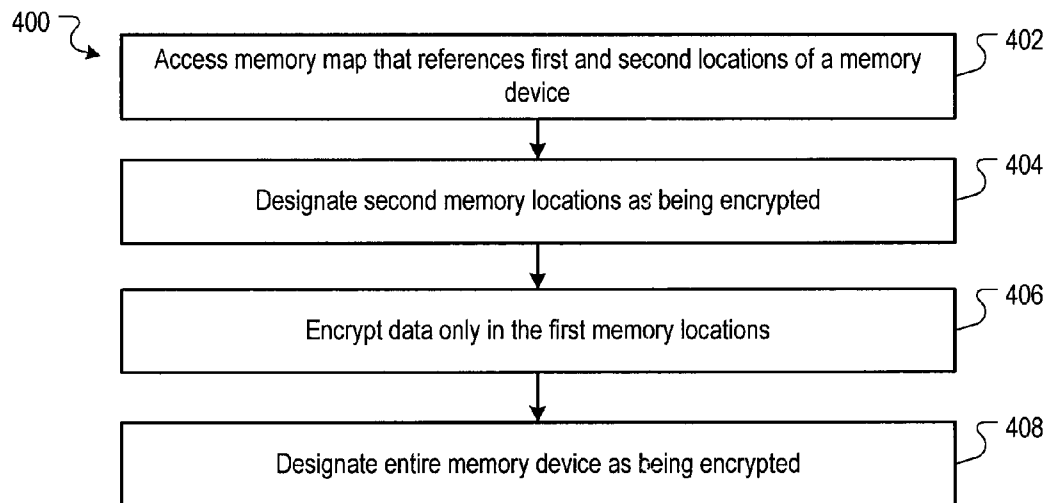 400
Access memory map that references first and second locations of a memory
device
402
Designate second memory locations as being encrypted
404
Encrypt data only in the first memory locations
406
Designate entire memory device as being encrypted
408